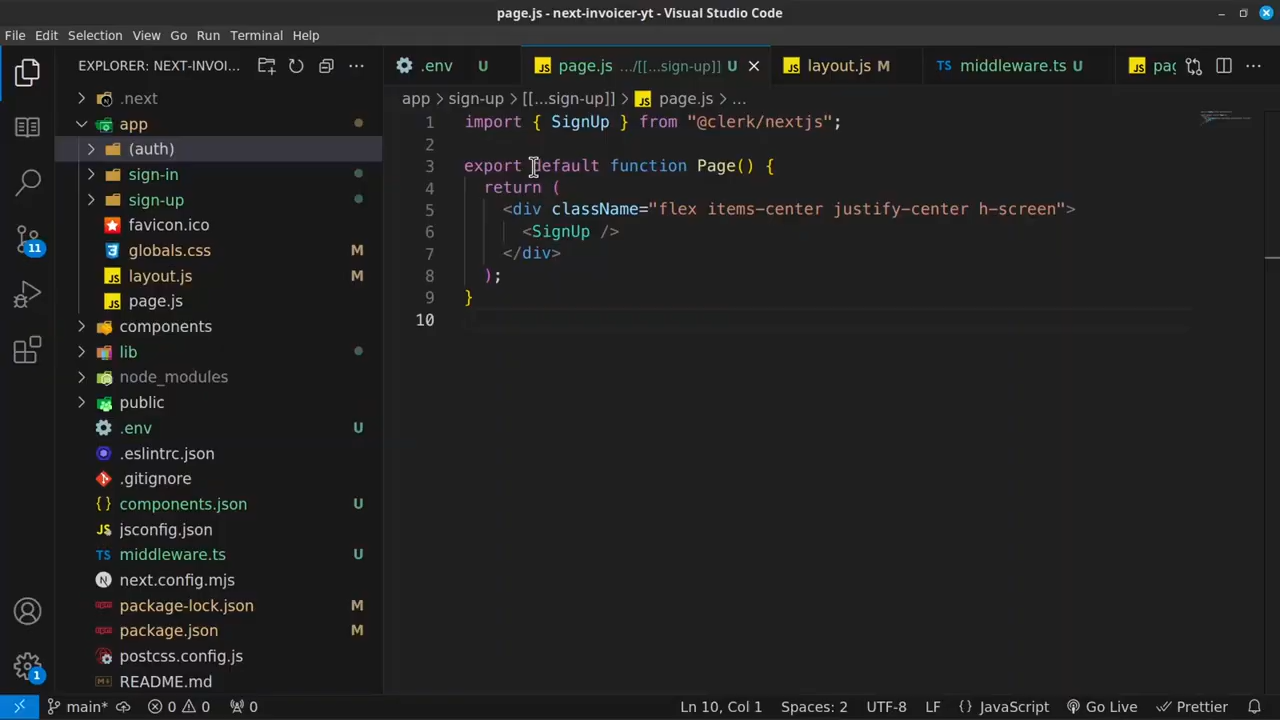 page.js - next-invoicer-yt - Visual Studio Code
File Edit Selection View Go Run Terminal Help
EXPLORER: NEXT-INVOI...
.env U
page.js .../[[...sign-up]] U
layout.js M
middleware.ts U
pag
app > sign-up > [[...sign-up]] > JS page.js > ...
.next
app
(auth)
sign-in
sign-up
favicon.ico
globals.css M
layout.js M
page.js
components
lib
node_modules
public
.env U
.eslintrc.json
.gitignore
components.json U
jsconfig.json
middleware.ts U
next.config.mjs
package-lock.json M
package.json M
postcss.config.js
README.md
11
1
1 import { SignUp } from "@clerk/nextjs";
2
3 export default function Page() {
4 return (
5 <div className="flex items-center justify-center h-screen">
6 <SignUp />
7 </div>
8 );
9 }
10
main* 0 0 0 Ln 10, Col 1 Spaces: 2 UTF-8 LF {} JavaScript Go Live Prettier